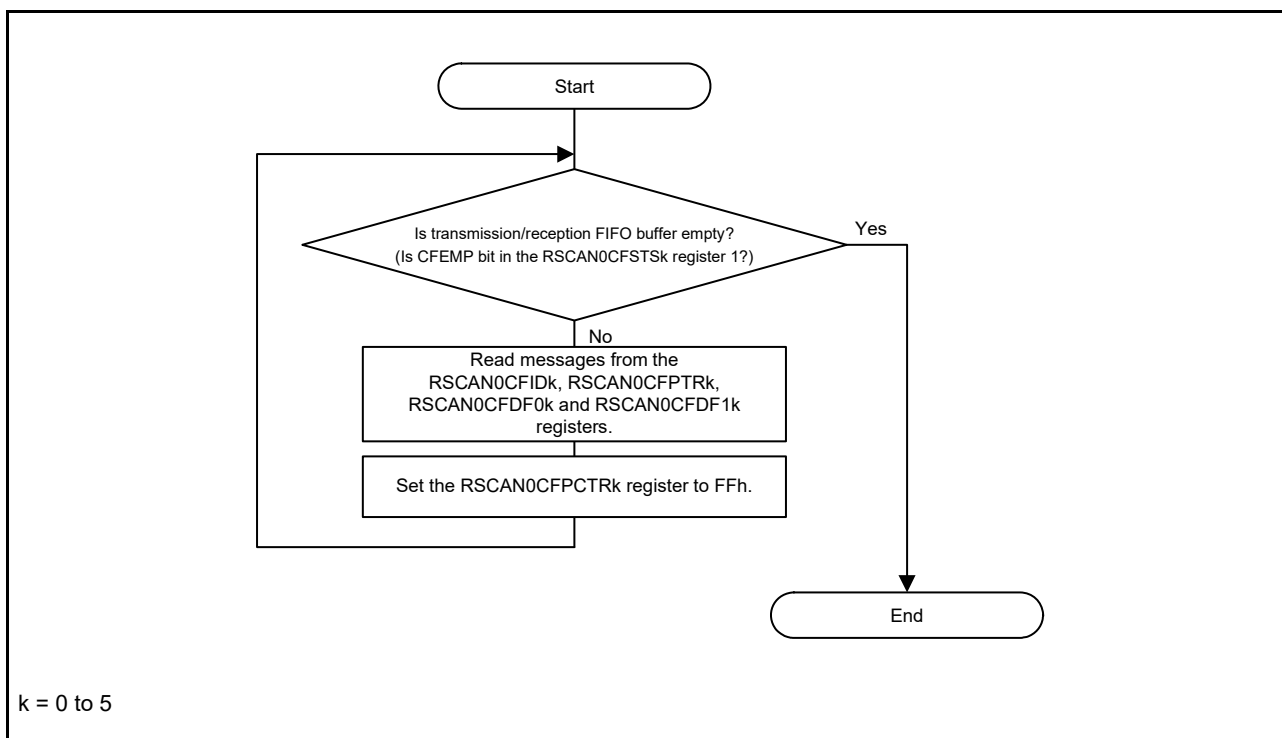 Start
Is transmission/reception FIFO buffer empty?
(Is CFEMP bit in the RSCAN0CFSTSk register 1?)
Yes
No
Read messages from the
RSCAN0CFIDk, RSCAN0CFPTRk,
RSCAN0CFDF0k and RSCAN0CFDF1k
registers.
Set the RSCAN0CFPCTRk register to FFh.
End
k = 0 to 5